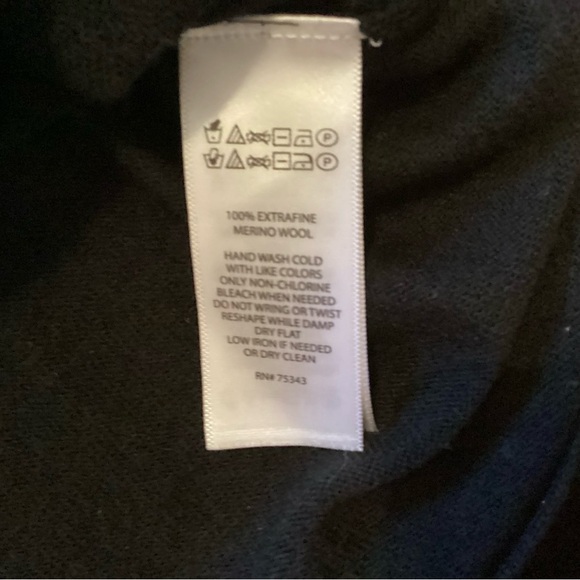 P
P
100% EXTRAFINE
MERINO WOOL
HAND WASH COLD
WITH LIKE COLORS
ONLY NON-CHLORINE
BLEACH WHEN NEEDED
DO NOT WRING OR TWIST
RESHAPE WHILE DAMP
DRY FLAT
LOW IRON IF NEEDED
OR DRY CLEAN
RN# 75343